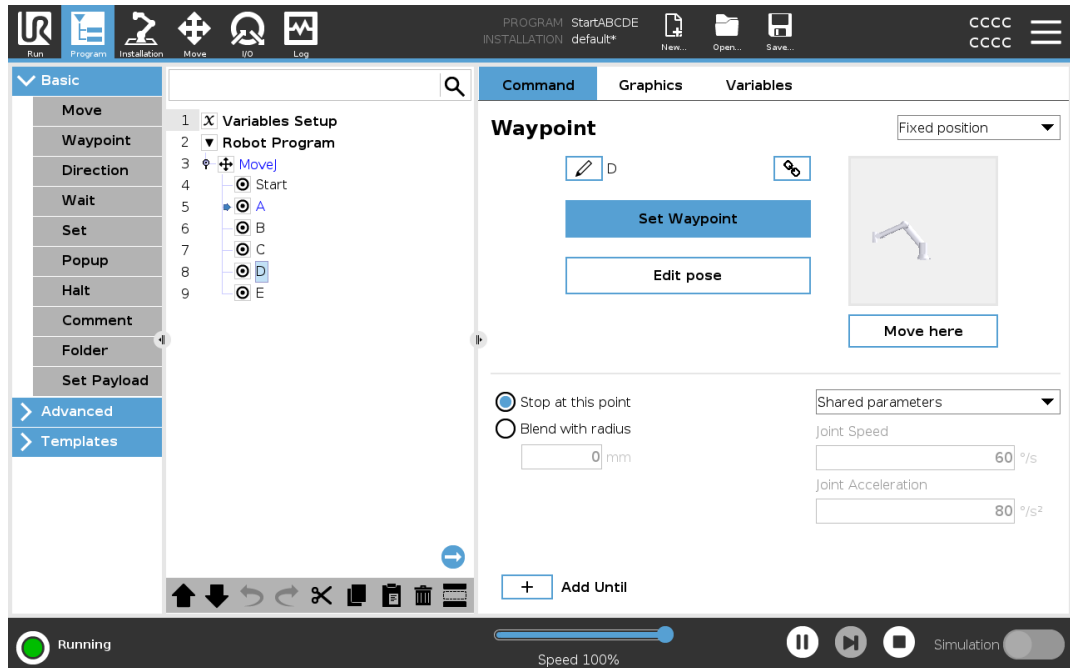 UR
PROGRAM StartABCDE
INSTALLATION default*
CCCC
CCCC
Run Program Installation Move I/O Log New... Open... Save...
Basic
Move
Waypoint
Direction
Wait
Set
Popup
Halt
Comment
Folder
Set Payload
Advanced
Templates
1 x Variables Setup
2 Robot Program
3 MoveJ
4 Start
5 A
6 B
7 C
8 D
9 E
Command Graphics Variables
Waypoint Fixed position
D
Set Waypoint
Edit pose
Move here
Stop at this point
Blend with radius
0 mm
Shared parameters
Joint Speed
60 °/s
Joint Acceleration
80 °/s²
+ Add Until
Running
Speed 100%
Simulation